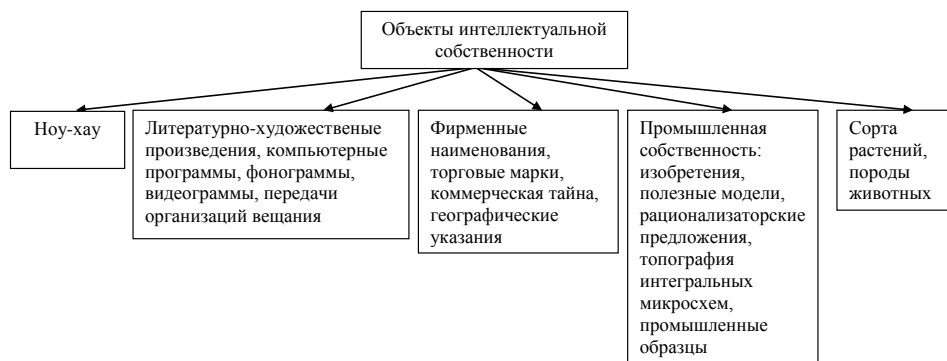 Объекты интеллектуальной
собственности
Ноу-хау
Литературно-художественые
произведения, компьютерные
программы, фонограммы,
видеограммы, передачи
организаций вещания
Фирменные
наименования,
торговые марки,
коммерческая тайна,
географические
указания
Промышленная
собственность:
изобретения,
полезные модели,
рационализаторские
предложения,
топография
интегральных
микросхем,
промышленные
образцы
Сорта
растений,
породы
животных